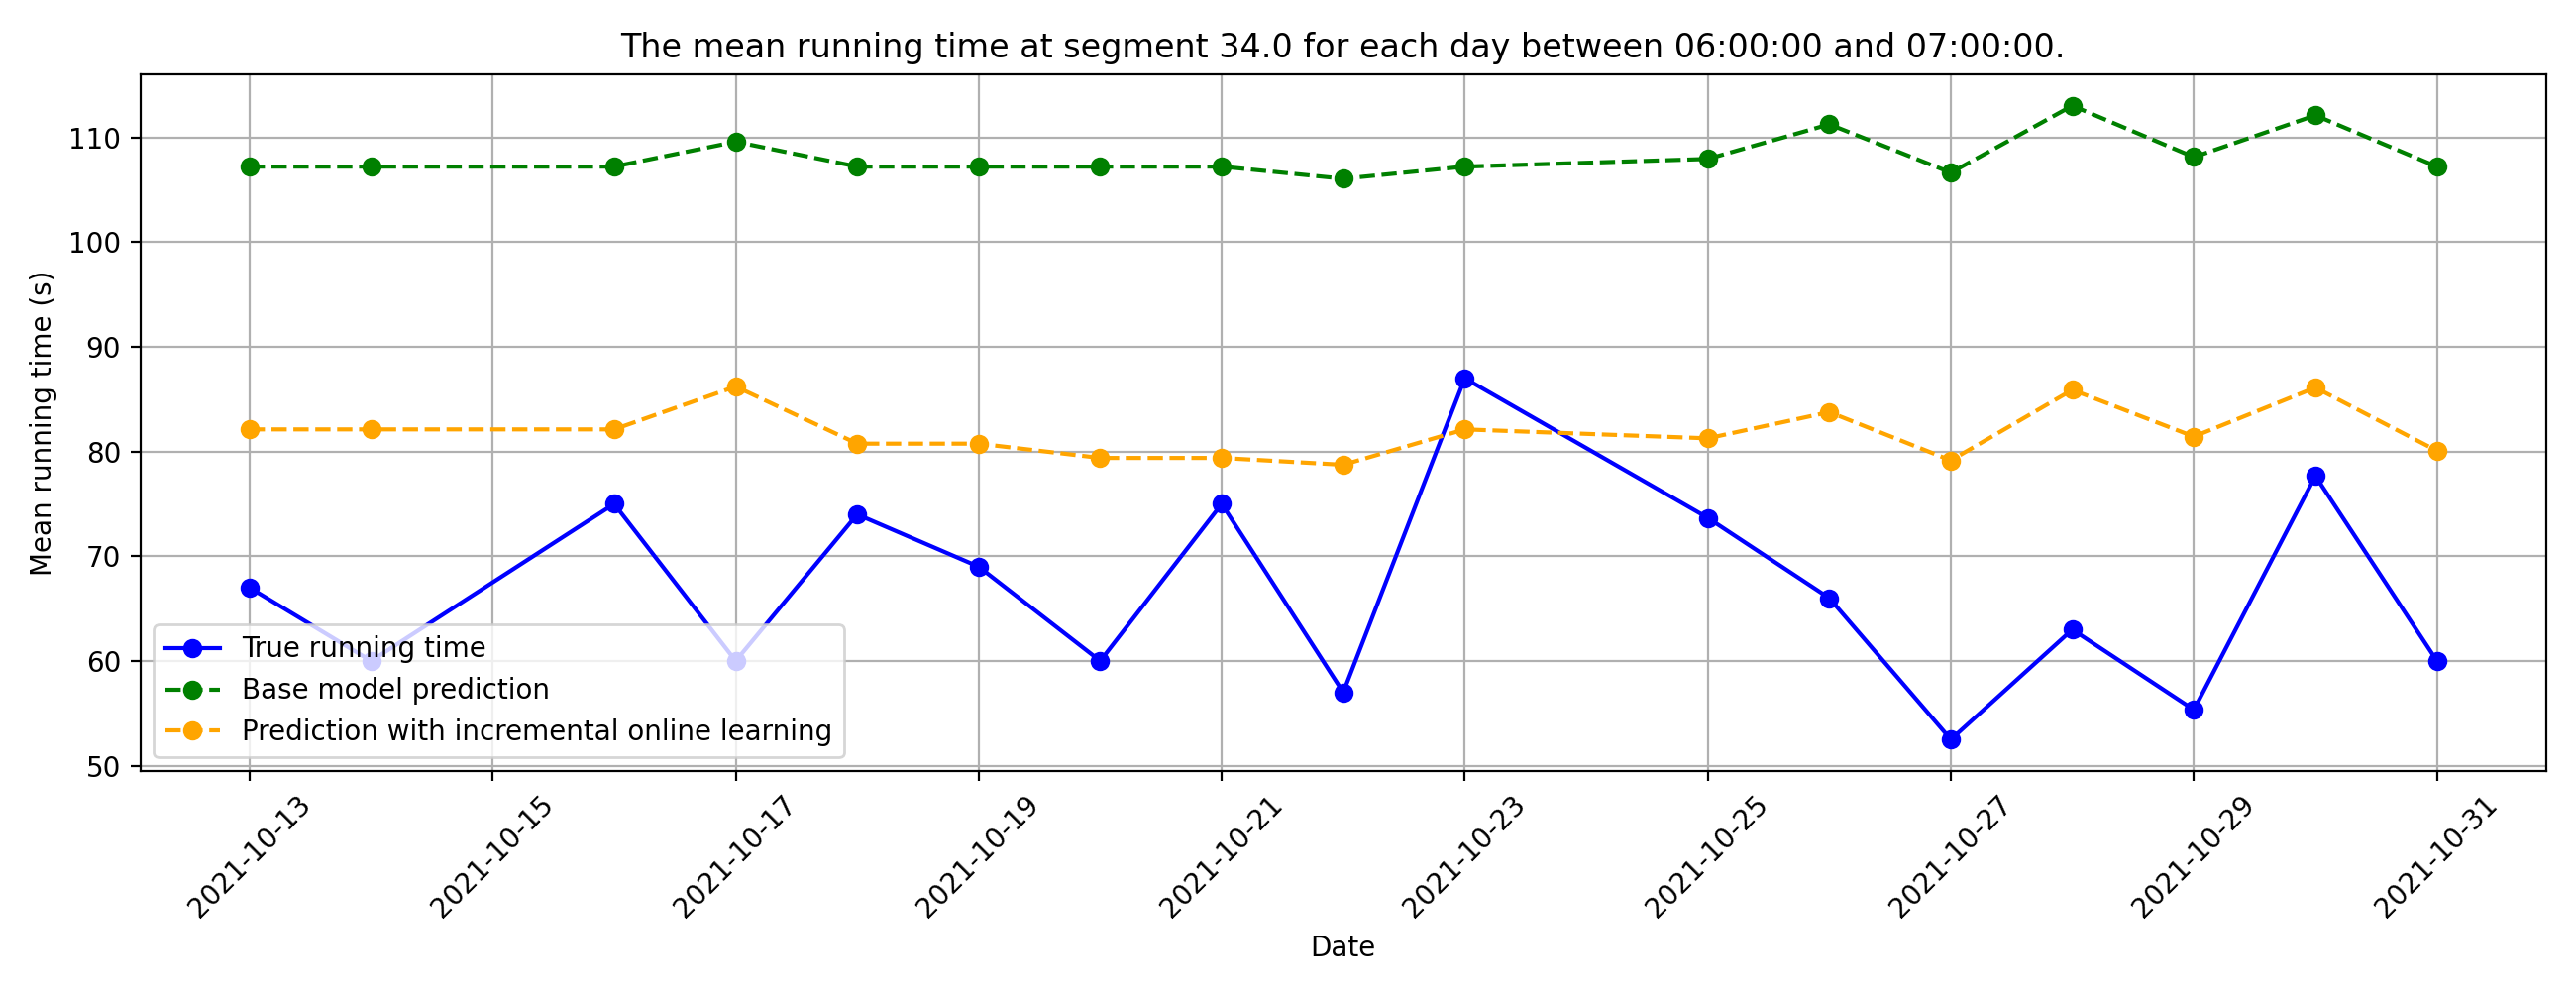 The mean running time at segment 34.0 for each day between 06:00:00 and 07:00:00.
Mean running time (s)
110
100
90
80
70
60
50
True running time
Base model prediction
Prediction with incremental online learning
2021-10-13
2021-10-15
2021-10-17
2021-10-19
2021-10-21
2021-10-23
2021-10-25
2021-10-27
2021-10-29
2021-10-31
Date